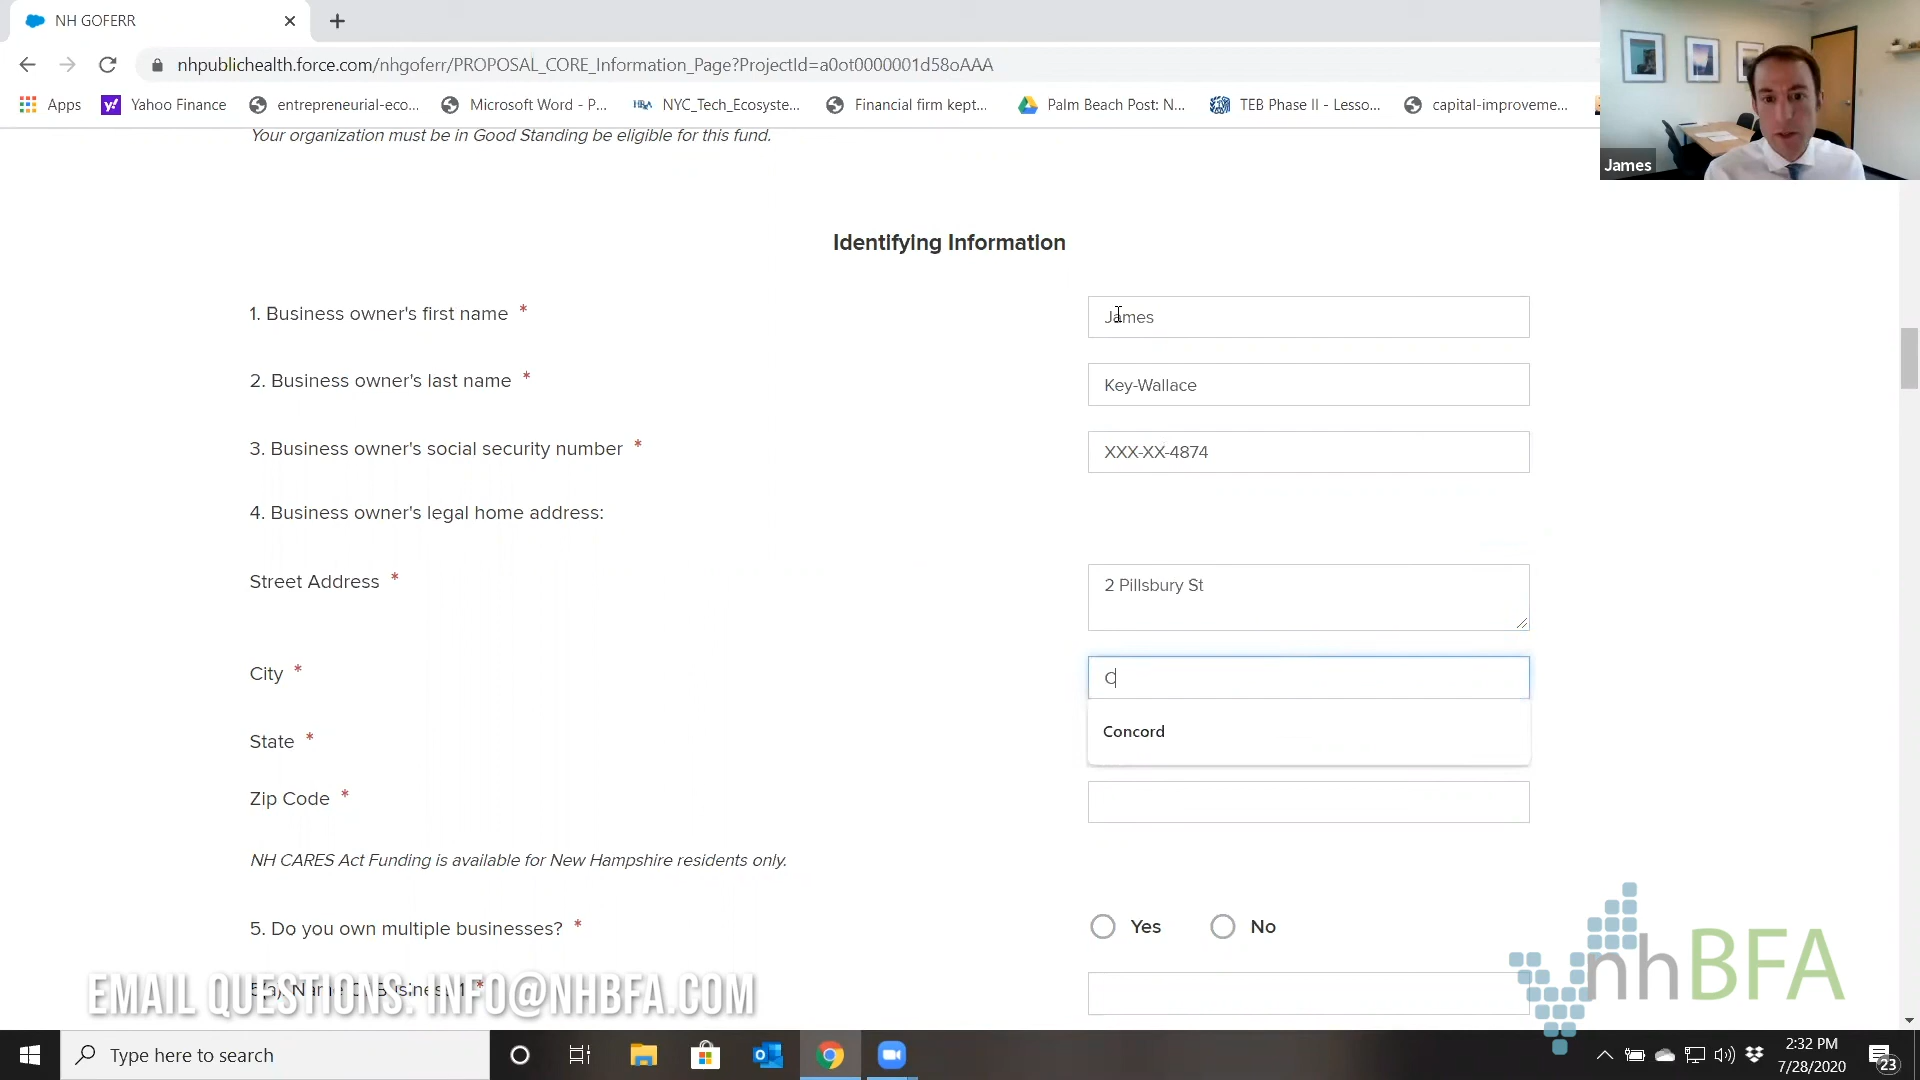 NH GOFERR
nhpublichealth.force.com/nhgoferr/PROPOSAL_CORE_Information_Page?ProjectId=a0ot0000001d58oAAA
Apps Yahoo Finance entrepreneurial-eco... Microsoft Word - P... NYC_Tech_Ecosyste... Financial firm kept... Palm Beach Post: N... TEB Phase II - Lesso... capital-improveme...
James
Your organization must be in Good Standing be eligible for this fund.
Identifying Information
1. Business owner's first name * James
2. Business owner's last name * Key-Wallace
3. Business owner's social security number * XXX-XX-4874
4. Business owner's legal home address:
Street Address * 2 Pillsbury St
City * C
Concord
State *
Zip Code *
NH CARES Act Funding is available for New Hampshire residents only.
5. Do you own multiple businesses? * Yes No
5(a). Name Of Business 1 *
EMAIL QUESTIONS: INFO@NHBFA.COM
nhBFA
Type here to search
2:32 PM
7/28/2020
23